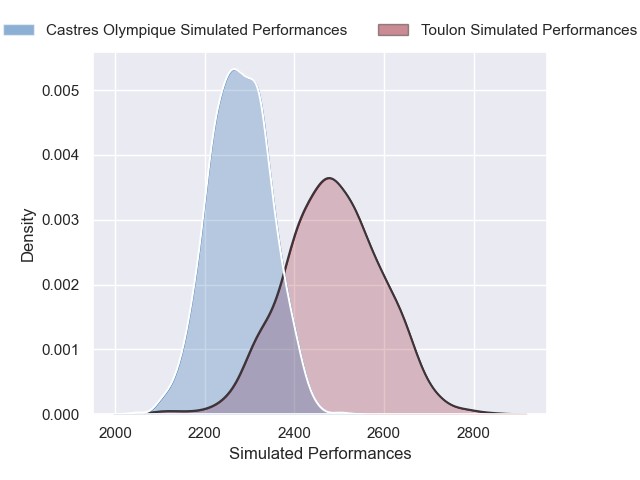 Castres Olympique Simulated Performances Toulon Simulated Performances
0.005
0.004
0.003
0.002
0.001
0.000
Density
2000 2200 2400 2600 2800
Simulated Performances